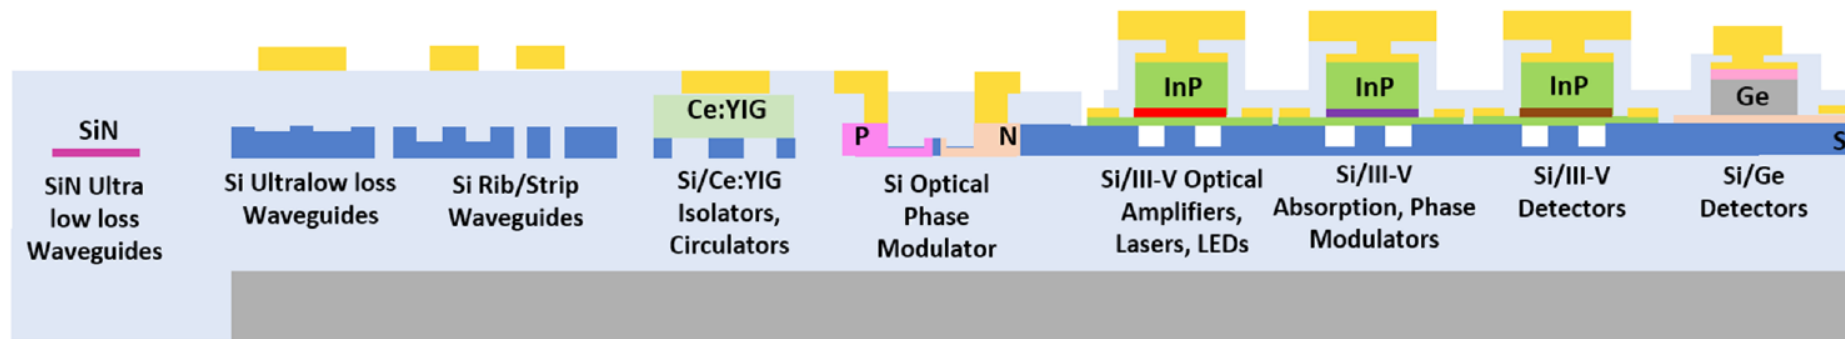 SiN
SiN Ultra
low loss
Waveguides
Si Ultralow loss
Waveguides
Si Rib/Strip
Waveguides
Ce:YIG
Si/Ce:YIG
Isolators,
Circulators
P
N
Si Optical
Phase
Modulator
InP
Si/III-V Optical
Amplifiers,
Lasers, LEDs
InP
Si/III-V
Absorption, Phase
Modulators
InP
Si/III-V
Detectors
Ge
Si/Ge
Detectors
S